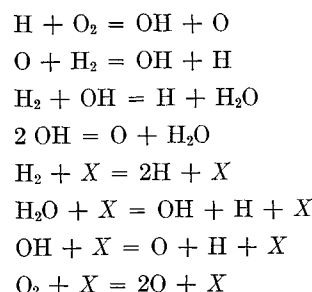 H + O₂ = OH + O
O + H₂ = OH + H
H₂ + OH = H + H₂O
2 OH = O + H₂O
H₂ + X = 2H + X
H₂O + X = OH + H + X
OH + X = O + H + X
O₂ + X = 2O + X